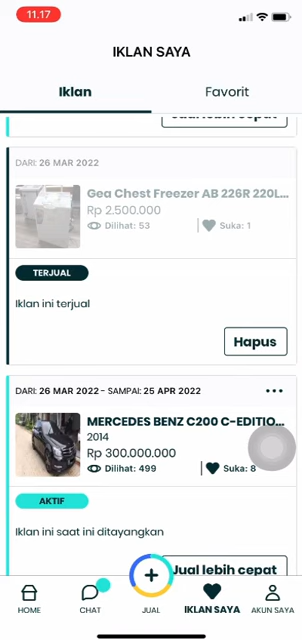 11.17
IKLAN SAYA
Iklan Favorit
Jual lebih cepat
DARI: 26 MAR 2022
Gea Chest Freezer AB 226R 220L...
Rp 2.500.000
Dilihat: 53 Suka: 1
TERJUAL
Iklan ini terjual
Hapus
DARI: 26 MAR 2022 - SAMPAI: 25 APR 2022
MERCEDES BENZ C200 C-EDITIO...
2014
Rp 300.000.000
Dilihat: 499 Suka: 8
AKTIF
Iklan ini saat ini ditayangkan
Jual lebih cepat
HOME CHAT JUAL IKLAN SAYA AKUN SAYA